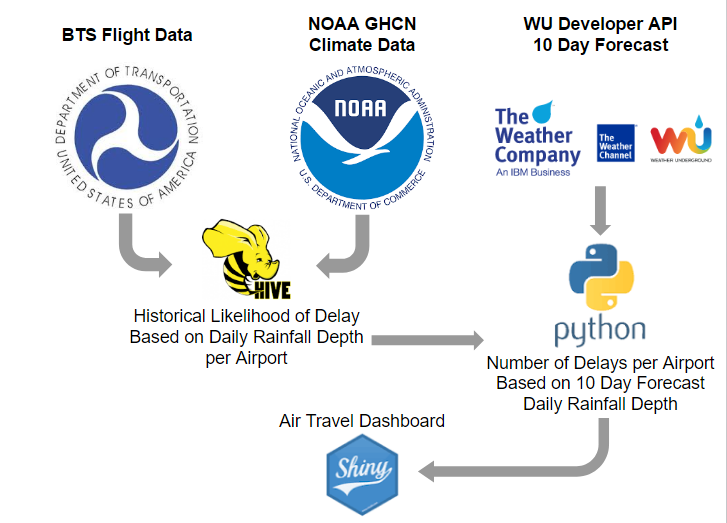 BTS Flight Data
NOAA GHCN
Climate Data
WU Developer API
10 Day Forecast
DEPARTMENT OF TRANSPORTATION
UNITED STATES OF AMERICA
NATIONAL OCEANIC AND ATMOSPHERIC ADMINISTRATION
NOAA
U.S. DEPARTMENT OF COMMERCE
The
Weather
Company
An IBM Business
The
Weather
Channel
WU
WEATHER UNDERGROUND
HIVE
python
Historical Likelihood of Delay
Based on Daily Rainfall Depth
per Airport
Number of Delays per Airport
Based on 10 Day Forecast
Daily Rainfall Depth
Air Travel Dashboard
Shiny